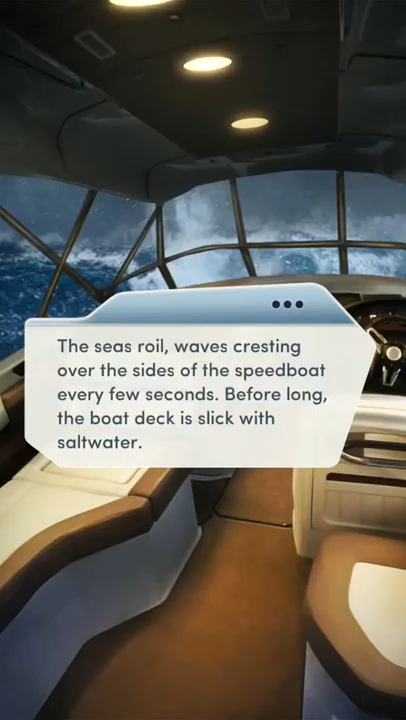 The seas roil, waves cresting
over the sides of the speedboat
every few seconds. Before long,
the boat deck is slick with
saltwater.